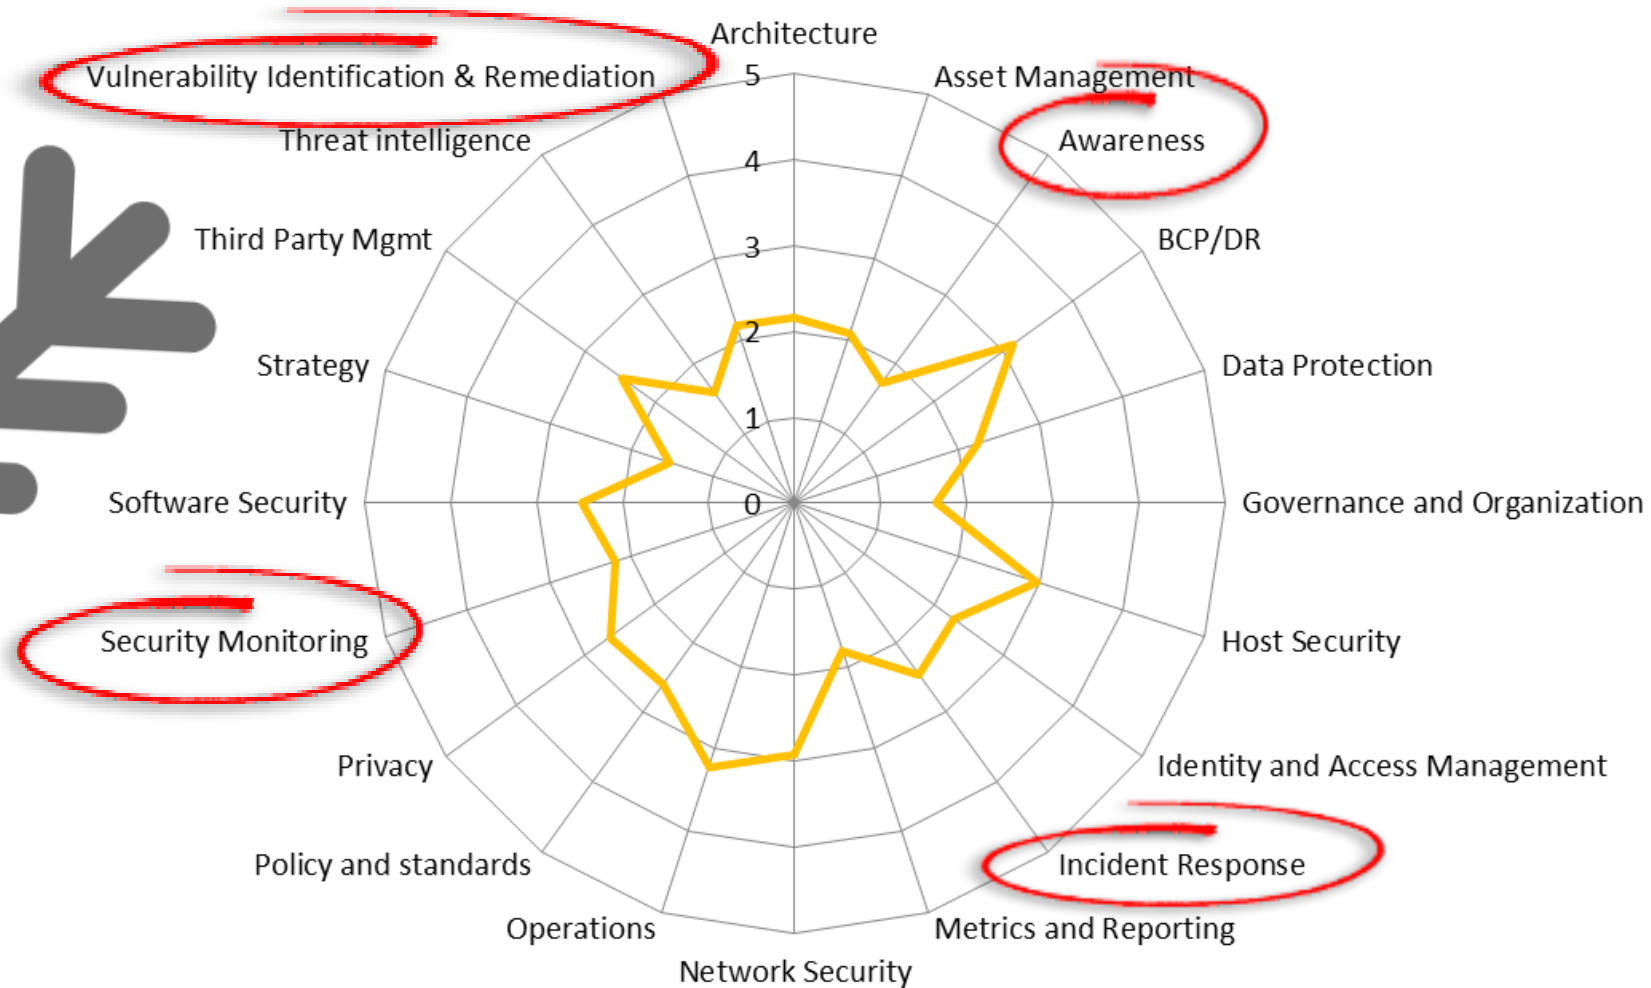 Architecture
Vulnerability Identification & Remediation
5
Asset Management
Threat intelligence
4
Awareness
Third Party Mgmt
3
BCP/DR
Strategy
2
Data Protection
1
Software Security
0
Governance and Organization
Security Monitoring
Host Security
Privacy
Identity and Access Management
Policy and standards
Incident Response
Operations
Metrics and Reporting
Network Security